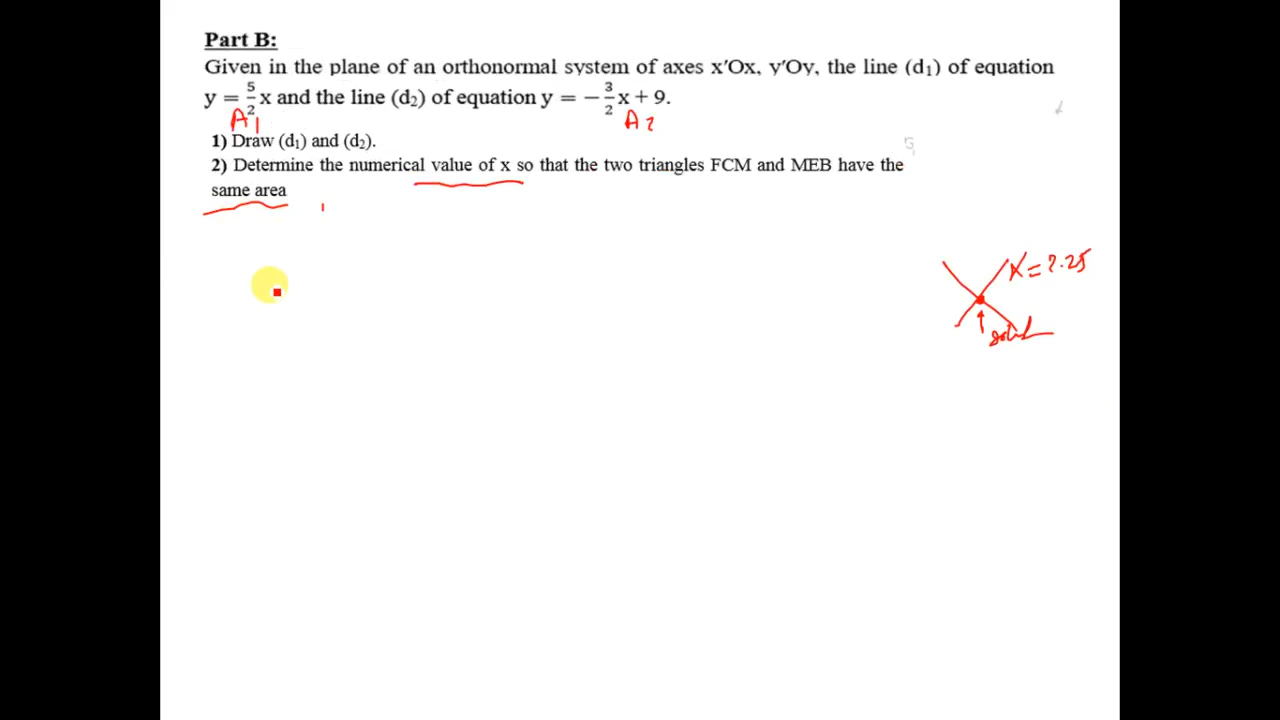 Part B:
Given in the plane of an orthonormal system of axes x'Ox, y'Oy, the line (d₁) of equation
y = 5/2 x and the line (d₂) of equation y = −3/2 x + 9.
A1 A2
1) Draw (d₁) and (d₂).
2) Determine the numerical value of x so that the two triangles FCM and MEB have the
same area
x = 2.25